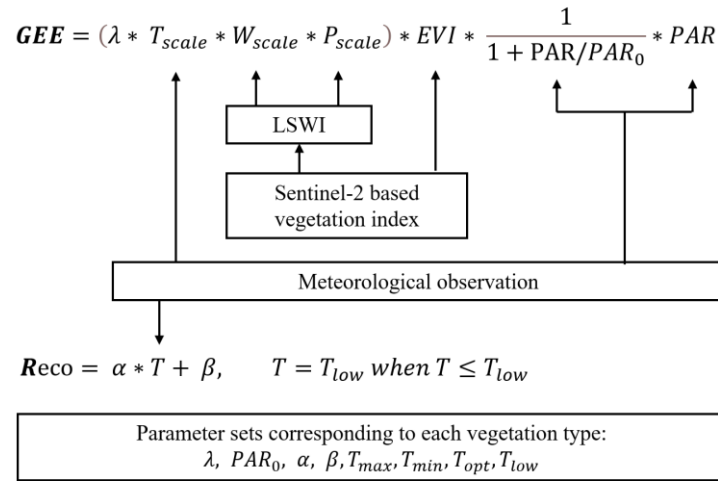 GEE = (λ * T_scale * W_scale * P_scale) * EVI * 1 / (1 + PAR/PAR_0) * PAR
LSWI
Sentinel-2 based
vegetation index
Meteorological observation
Reco = α * T + β, T = T_low when T ≤ T_low
Parameter sets corresponding to each vegetation type:
λ, PAR_0, α, β, T_max, T_min, T_opt, T_low